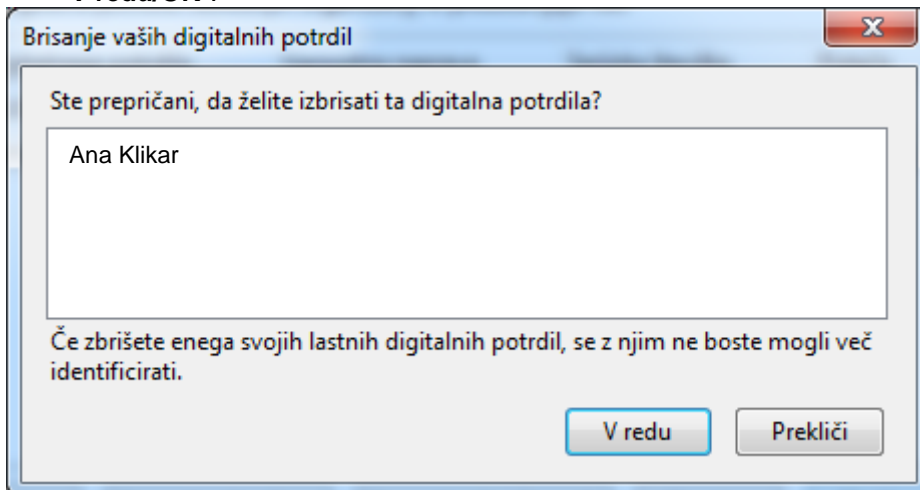 Brisanje vaših digitalnih potrdil
Ste prepričani, da želite izbrisati ta digitalna potrdila?
Ana Klikar
Če zbrišete enega svojih lastnih digitalnih potrdil, se z njim ne boste mogli več
identificirati.
V redu Prekliči